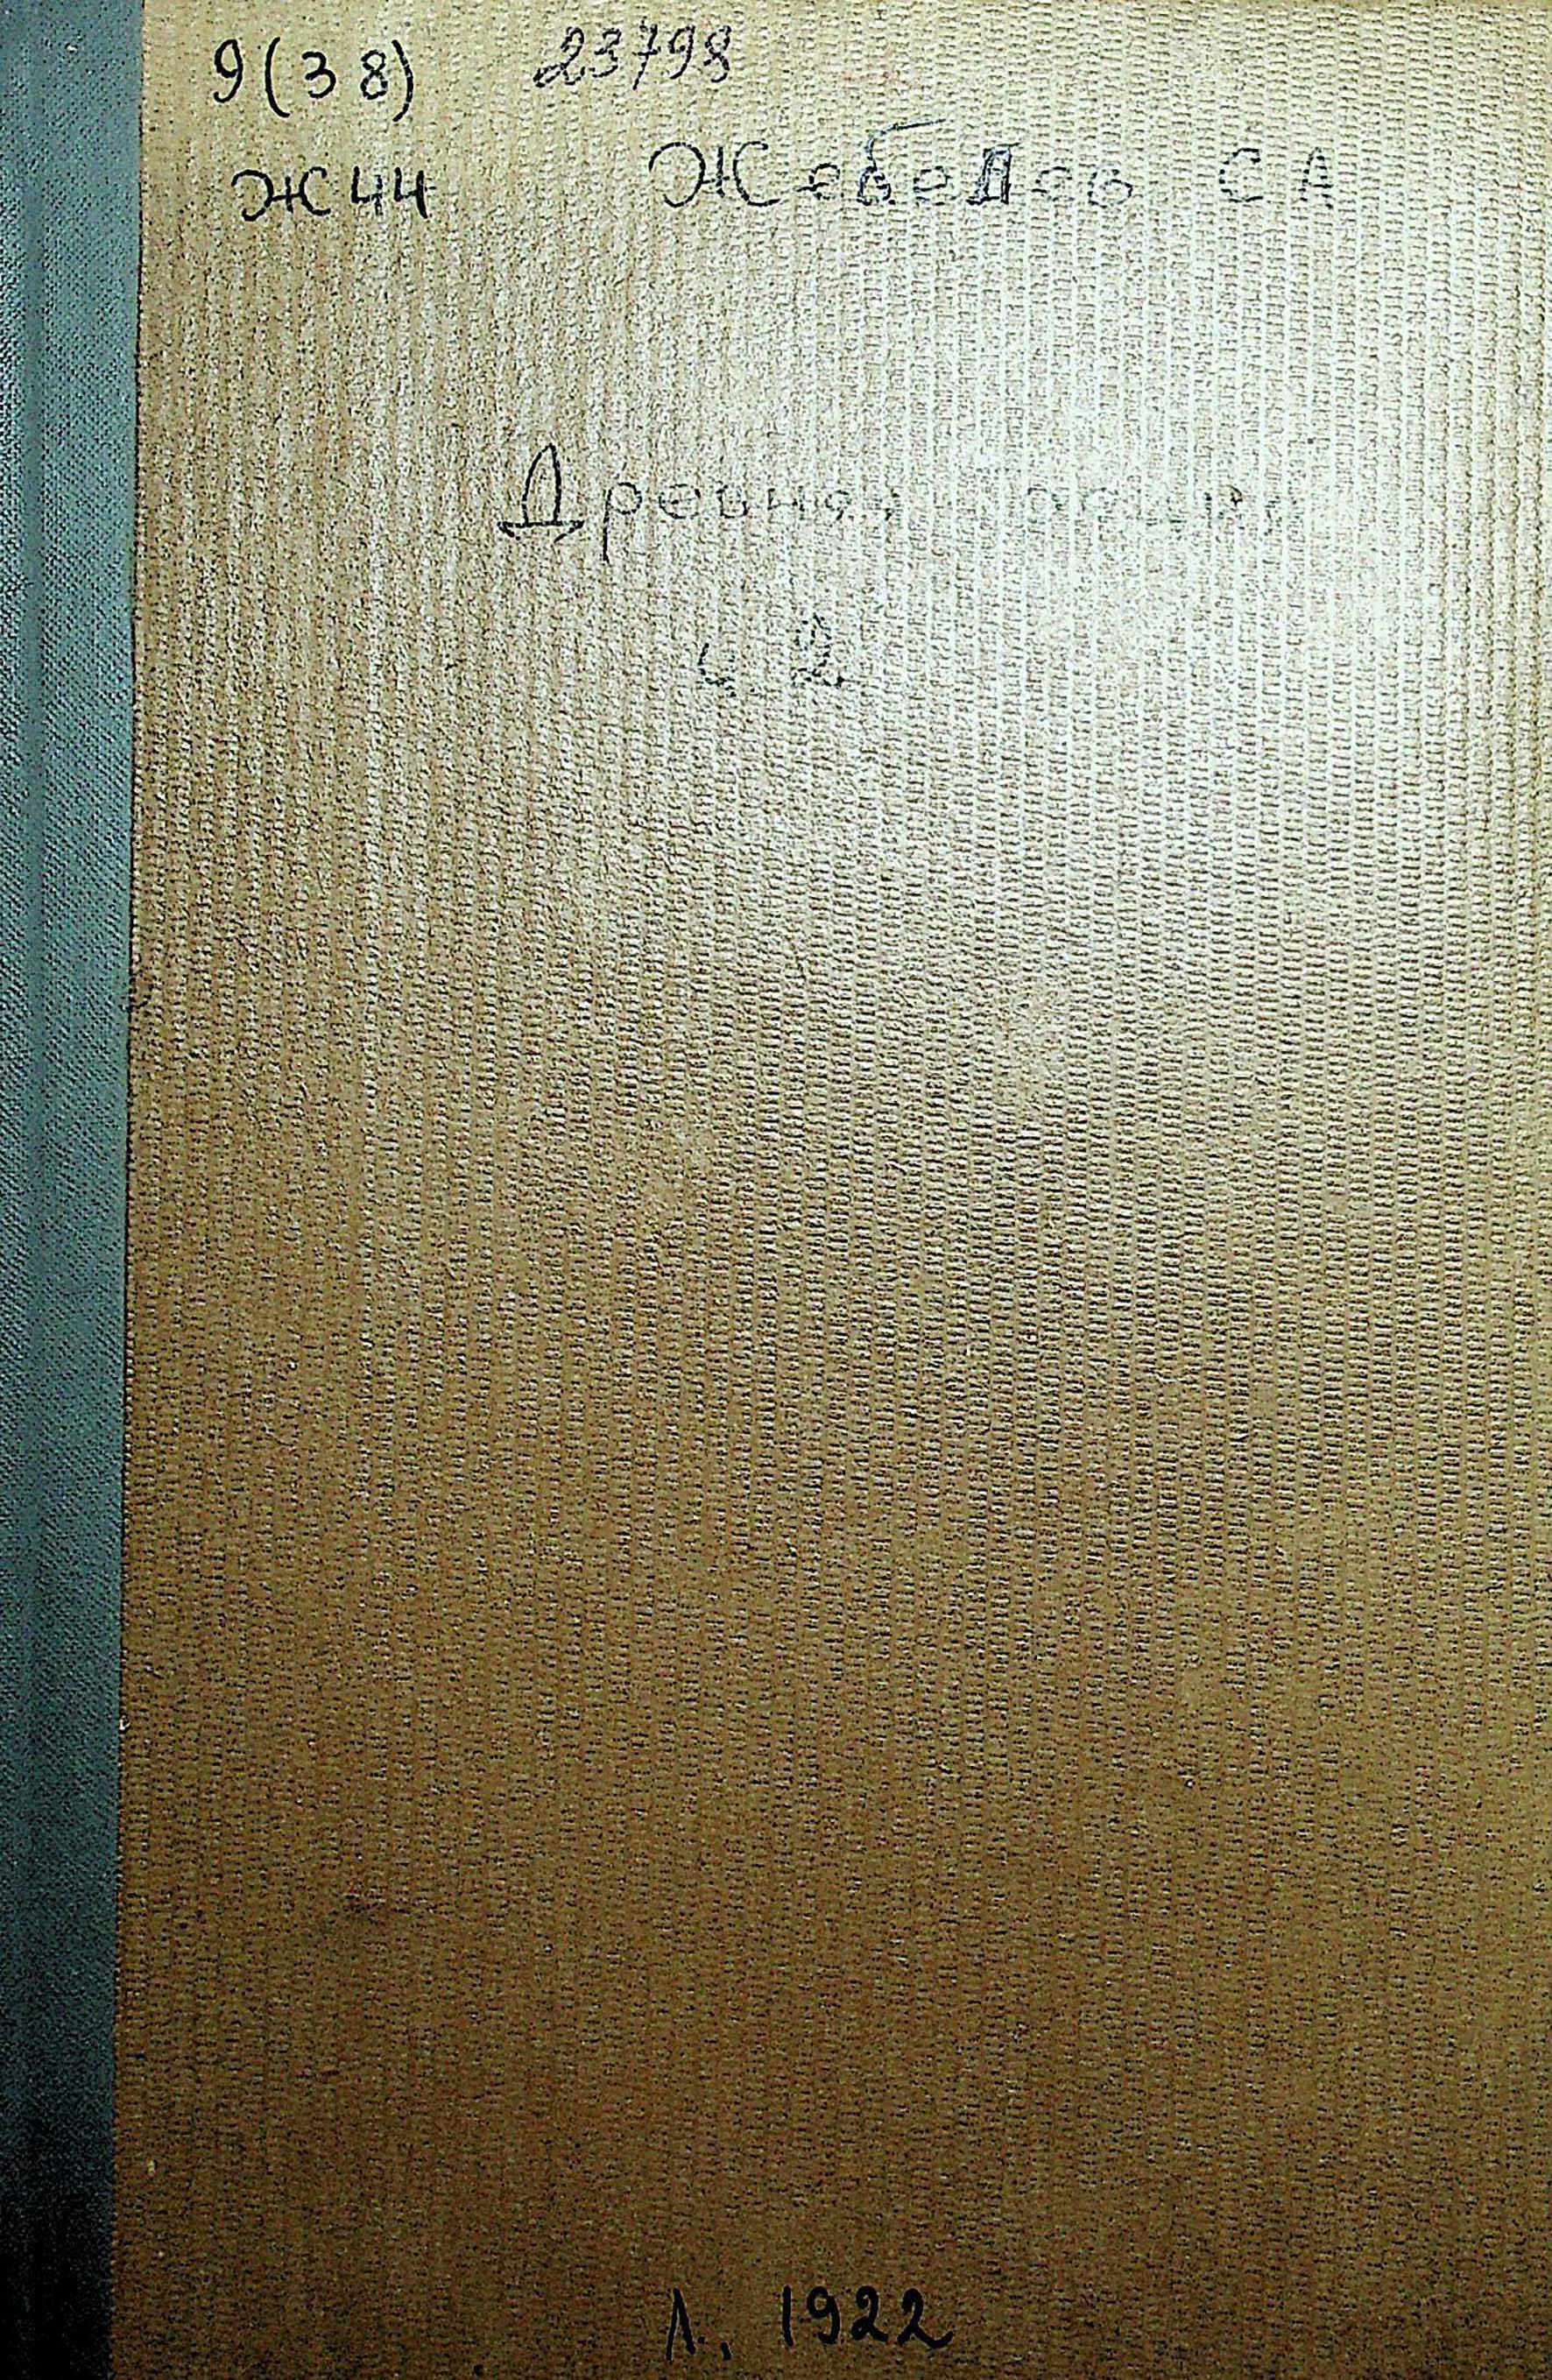 9(38) 23798
Ж44 Жебелев С А
Древняя Греция
ч. 2
Л., 1922